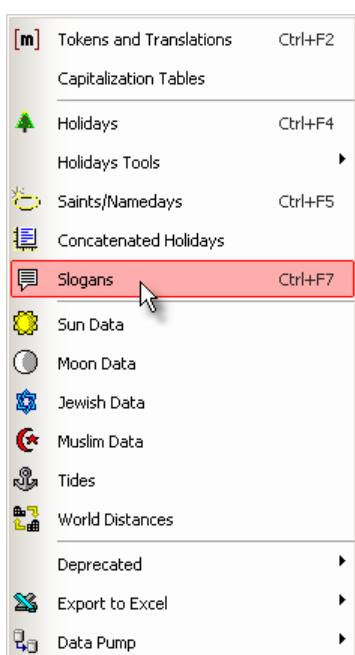 [m] Tokens and Translations Ctrl+F2
Capitalization Tables
Holidays Ctrl+F4
Holidays Tools
Saints/Namedays Ctrl+F5
Concatenated Holidays
Slogans Ctrl+F7
Sun Data
Moon Data
Jewish Data
Muslim Data
Tides
World Distances
Deprecated
Export to Excel
Data Pump